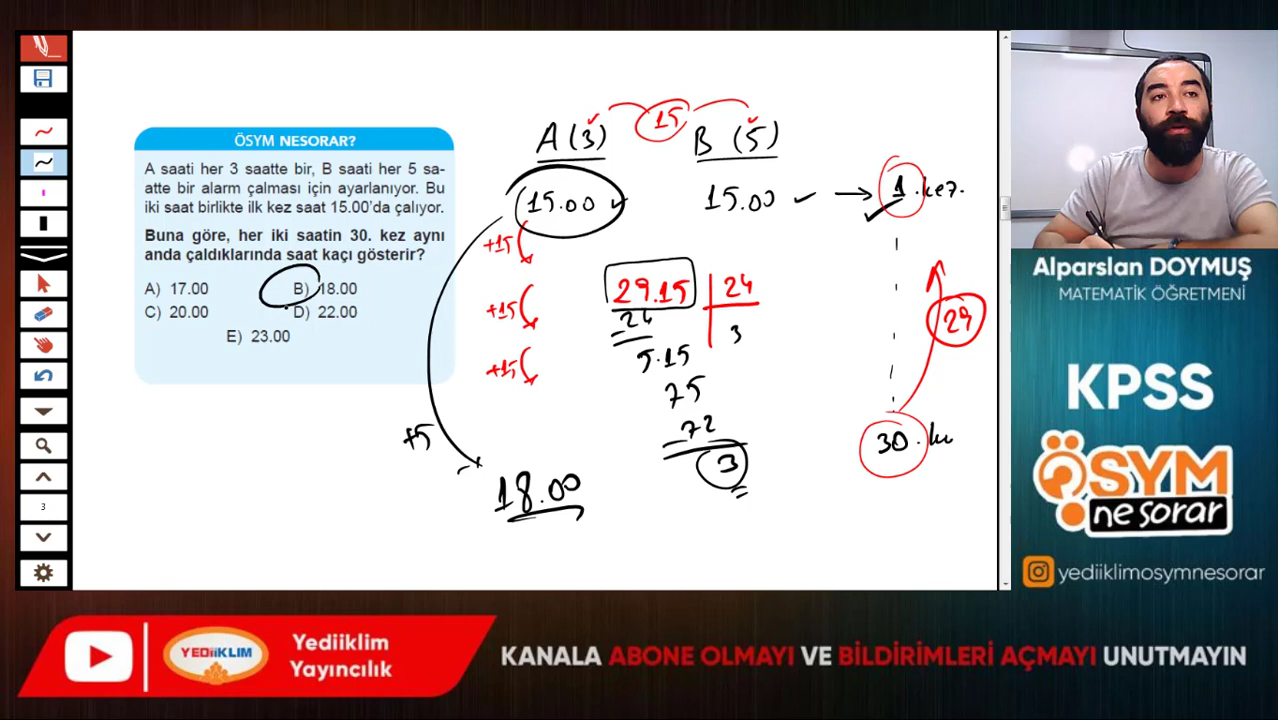 ÖSYM NESORAR?
A saati her 3 saatte bir, B saati her 5 sa-
atte bir alarm çalması için ayarlanıyor. Bu
iki saat birlikte ilk kez saat 15.00'da çalıyor.
Buna göre, her iki saatin 30. kez aynı
anda çaldıklarında saat kaçı gösterir?
A) 17.00 B) 18.00
C) 20.00 D) 22.00
E) 23.00
A (3) 15 B (5)
15.00 15.00 → 1. kez.
+15
29.15 24
+15 24 3
5.15
+15 75
72
3
29
30.
18.00
3
Alparslan DOYMUŞ
MATEMATİK ÖĞRETMENİ
KPSS
ÖSYM
ne sorar
yediiklimosymnesorar
YEDİİKLİM
Yediiklim
Yayıncılık
KANALA ABONE OLMAYI VE BİLDİRİMLERİ AÇMAYI UNUTMAYIN